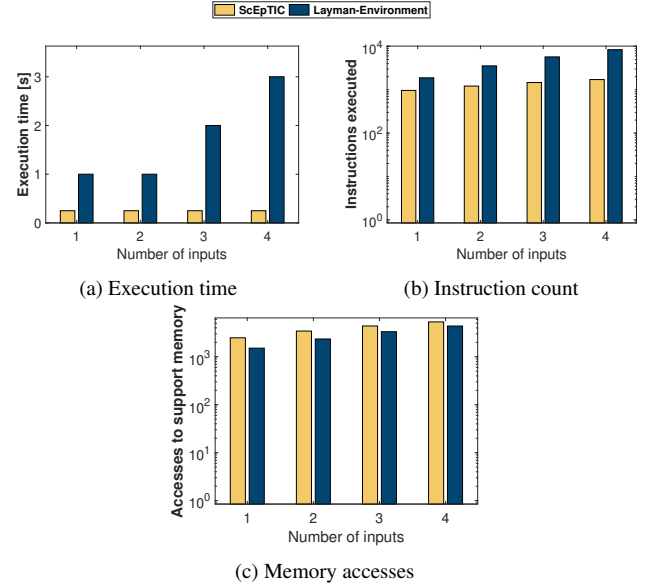 ScEpTIC Layman-Environment
Execution time [s]
3
2
1
0
1 2 3 4
Number of inputs
(a) Execution time
Instructions executed
10^4
10^2
10^0
1 2 3 4
Number of inputs
(b) Instruction count
Accesses to support memory
10^3
10^2
10^1
10^0
1 2 3 4
Number of inputs
(c) Memory accesses